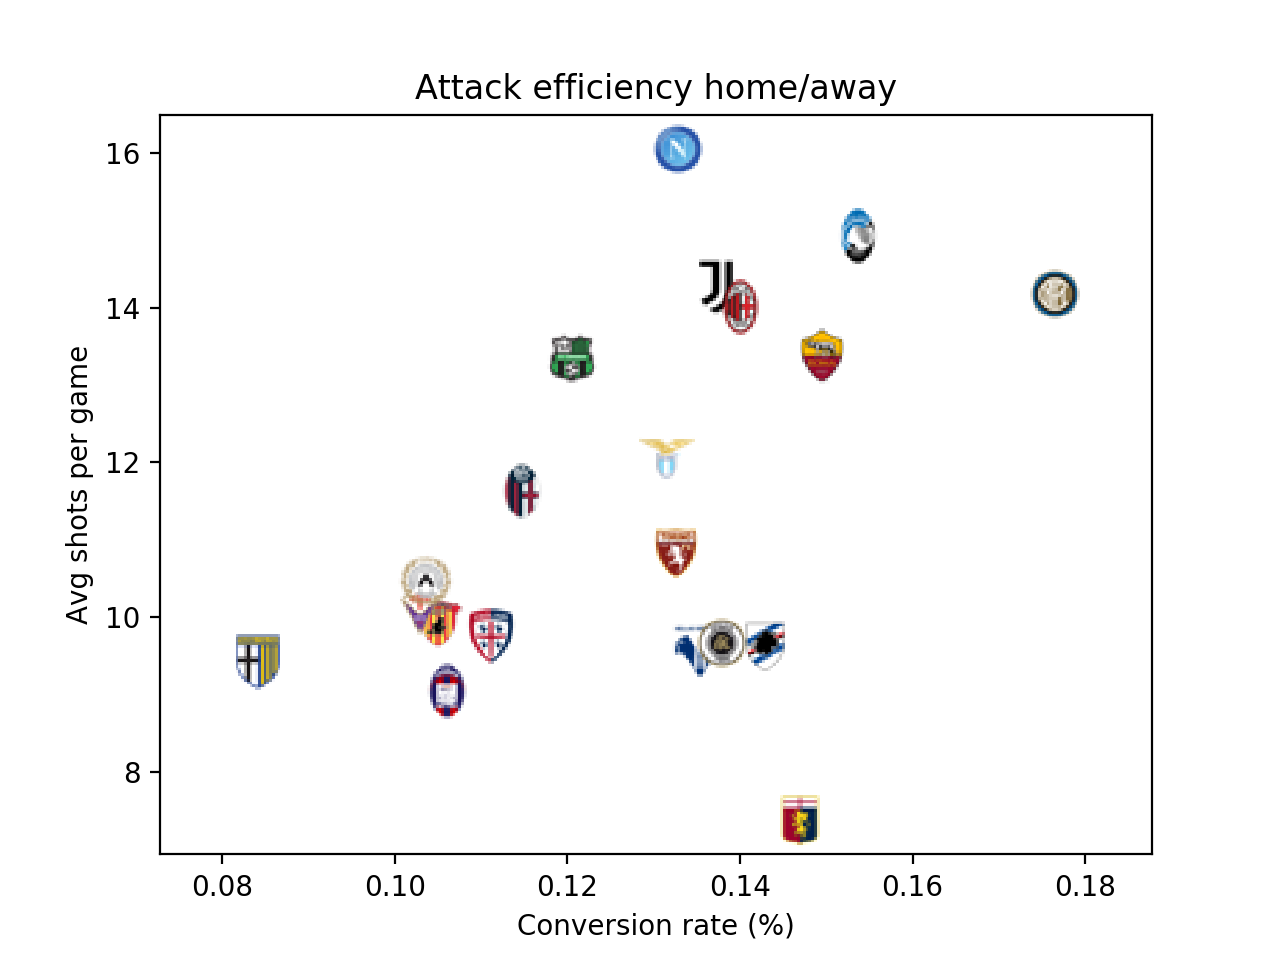 Attack efficiency home/away
16
14
12
10
8
Avg shots per game
0.08 0.10 0.12 0.14 0.16 0.18
Conversion rate (%)
N
TORINO